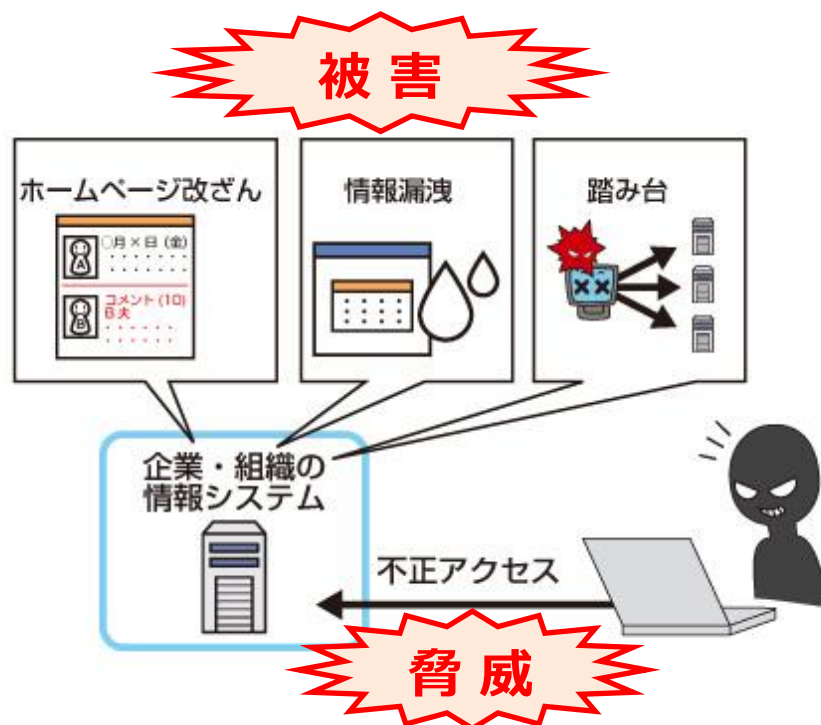 被害
ホームページ改ざん
情報漏洩
踏み台
○月×日(金)
A
コメント(10)
B夫
B
企業・組織の
情報システム
不正アクセス
脅威